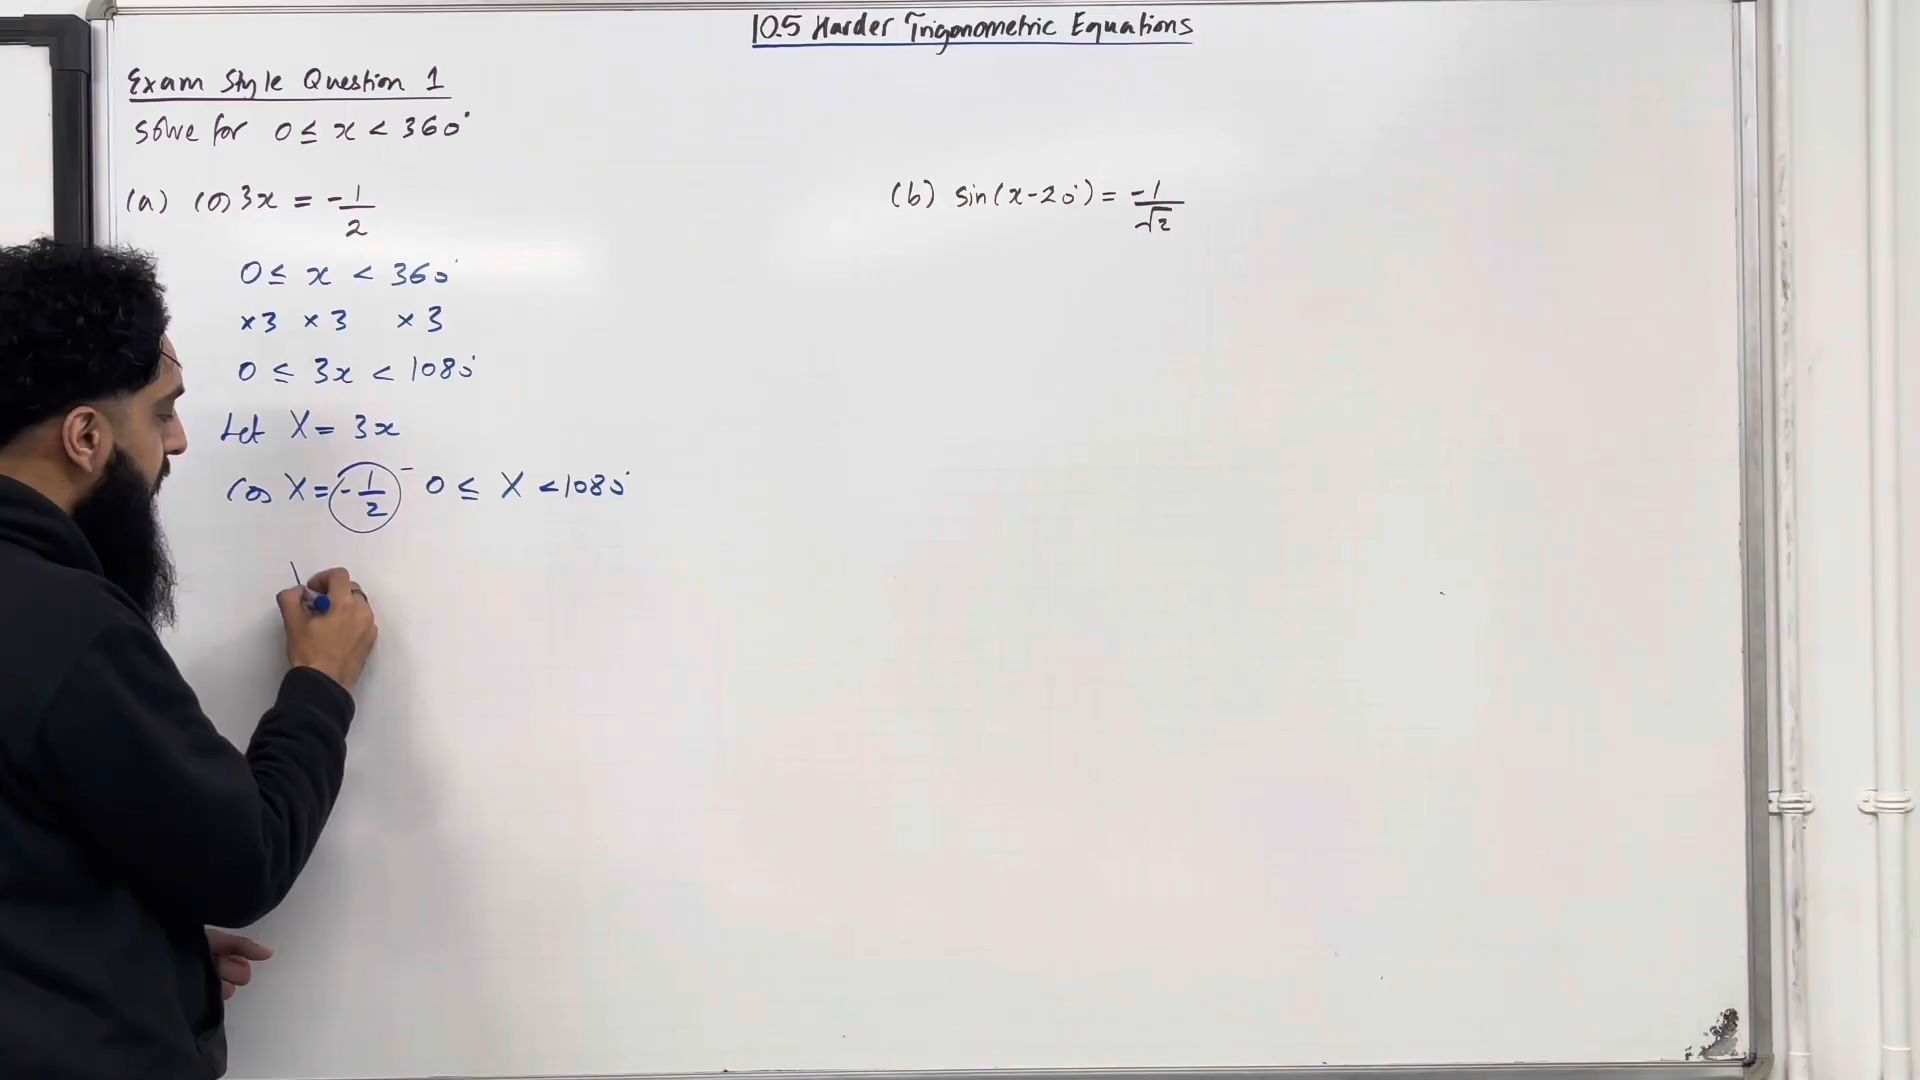 10.5 Harder Trigonometric Equations
Exam Style Question 1
Solve for 0 ≤ x < 360°
(a) cos 3x = -1/2
0 ≤ x < 360°
×3 ×3 ×3
0 ≤ 3x < 1080°
Let X = 3x
cos X = -1/2 0 ≤ X < 1080°
(b) sin(x-20°) = -1/√2